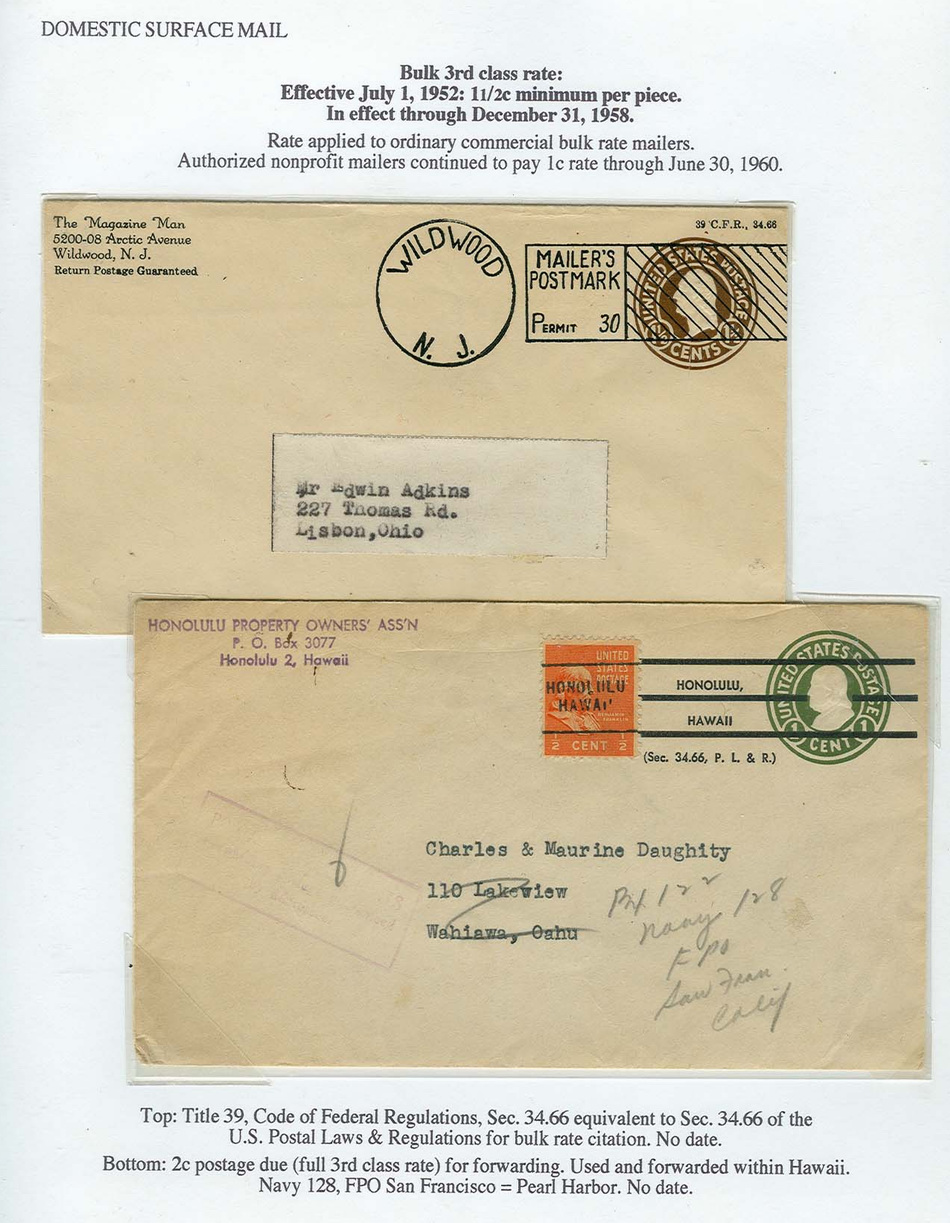 DOMESTIC SURFACE MAIL
Bulk 3rd class rate:
Effective July 1, 1952: 1 1/2c minimum per piece.
In effect through December 31, 1958.
Rate applied to ordinary commercial bulk rate mailers.
Authorized nonprofit mailers continued to pay 1c rate through June 30, 1960.
The Magazine Man
5200-08 Arctic Avenue
Wildwood, N. J.
Return Postage Guaranteed
WILDWOOD
N. J.
39 C.F.R., 34.66
MAILER'S
POSTMARK
PERMIT 30
UNITED STATES POSTAGE
CENTS
Mr Edwin Adkins
227 Thomas Rd.
Lisbon,Ohio
HONOLULU PROPERTY OWNERS' ASS'N
P. O. Box 3077
Honolulu 2, Hawaii
UNITED
STATES
POSTAGE
HONOLULU
HAWAI'
BENJAMIN
FRANKLIN
1/2 CENT 1/2
HONOLULU,
HAWAII
(Sec. 34.66, P. L. & R.)
UNITED STATES POSTAGE
1 CENT 1
Charles & Maurine Daughity
110 Lakeview
Wahiawa, Oahu
Navy 128
FPO
San Fran.
Calif
Top: Title 39, Code of Federal Regulations, Sec. 34.66 equivalent to Sec. 34.66 of the
U.S. Postal Laws & Regulations for bulk rate citation. No date.
Bottom: 2c postage due (full 3rd class rate) for forwarding. Used and forwarded within Hawaii.
Navy 128, FPO San Francisco = Pearl Harbor. No date.